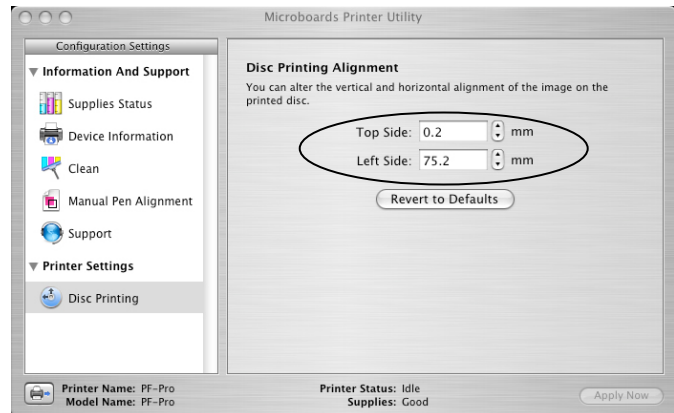 Microboards Printer Utility
Configuration Settings
Information And Support
Supplies Status
Device Information
Clean
Manual Pen Alignment
Support
Printer Settings
Disc Printing
Disc Printing Alignment
You can alter the vertical and horizontal alignment of the image on the
printed disc.
Top Side: 0.2 mm
Left Side: 75.2 mm
Revert to Defaults
Printer Name: PF-Pro
Model Name: PF-Pro
Printer Status: Idle
Supplies: Good
Apply Now